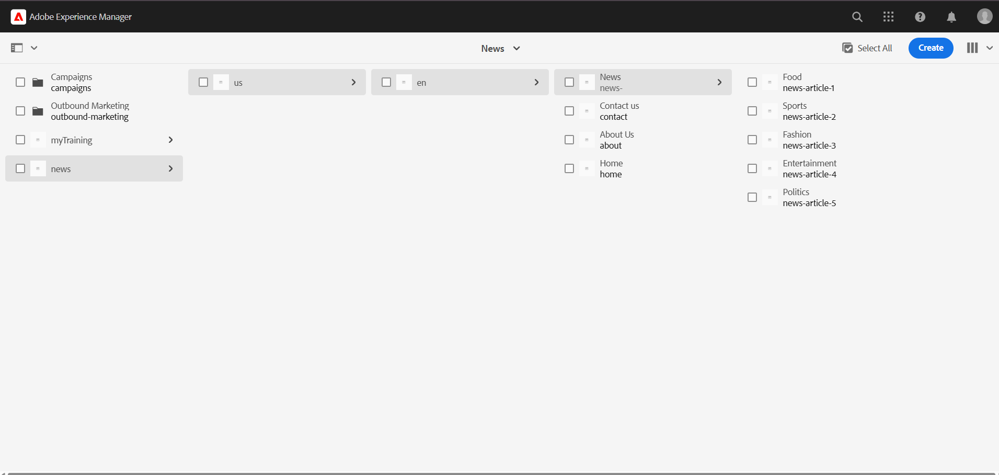 Adobe Experience Manager
News
Select All
Create
Campaigns
campaigns
Outbound Marketing
outbound-marketing
myTraining
news
us
en
News
news-
Contact us
contact
About Us
about
Home
home
Food
news-article-1
Sports
news-article-2
Fashion
news-article-3
Entertainment
news-article-4
Politics
news-article-5